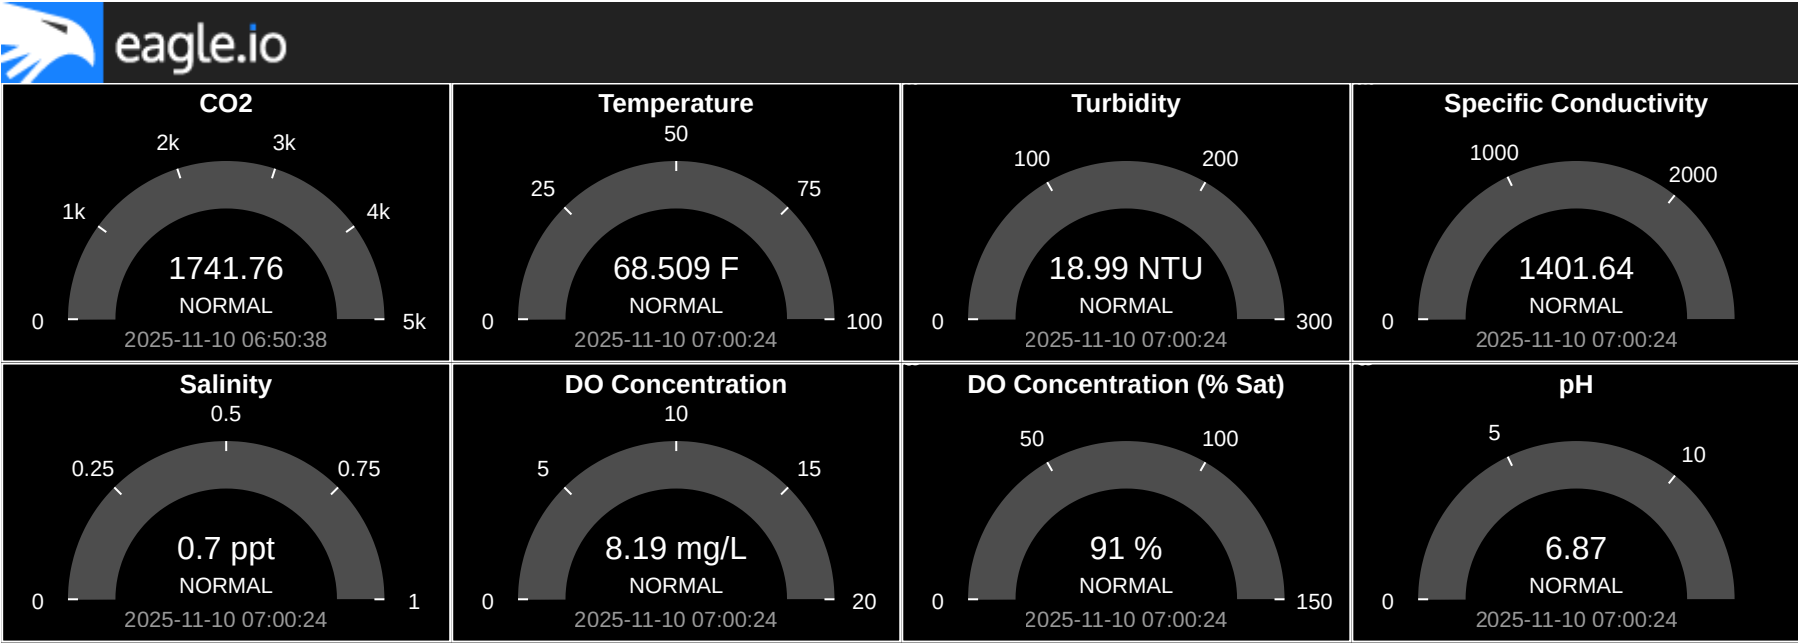 eagle.io
CO2
2k
3k
1k
4k
1741.76
NORMAL
0
5k
2025-11-10 06:50:38
Temperature
50
25
75
68.509 F
NORMAL
0
100
2025-11-10 07:00:24
Turbidity
100
200
18.99 NTU
NORMAL
0
300
2025-11-10 07:00:24
Specific Conductivity
1000
2000
1401.64
NORMAL
0
2025-11-10 07:00:24
Salinity
0.5
0.25
0.75
0.7 ppt
NORMAL
0
1
2025-11-10 07:00:24
DO Concentration
10
5
15
8.19 mg/L
NORMAL
0
20
2025-11-10 07:00:24
DO Concentration (% Sat)
50
100
91 %
NORMAL
0
150
2025-11-10 07:00:24
pH
5
10
6.87
NORMAL
0
2025-11-10 07:00:24